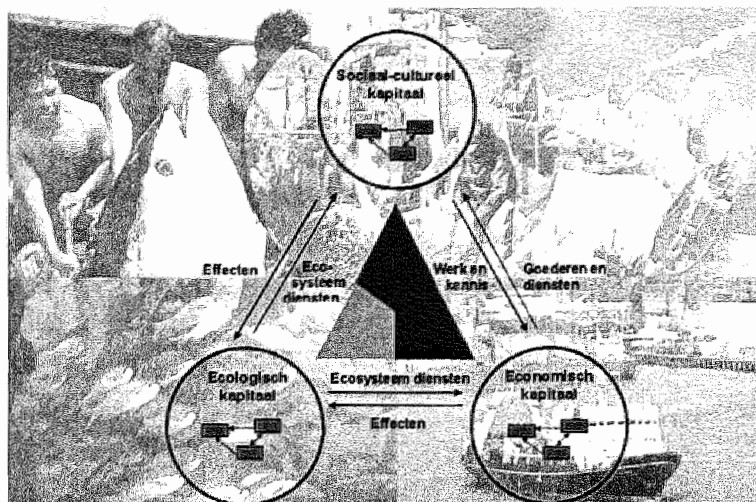 Sociaal-cultureel
kapitaal
Effecten
Eco-
systeem
diensten
Werk en
kennis
Goederen en
diensten
Ecologisch
kapitaal
Ecosysteem diensten
Effecten
Economisch
kapitaal